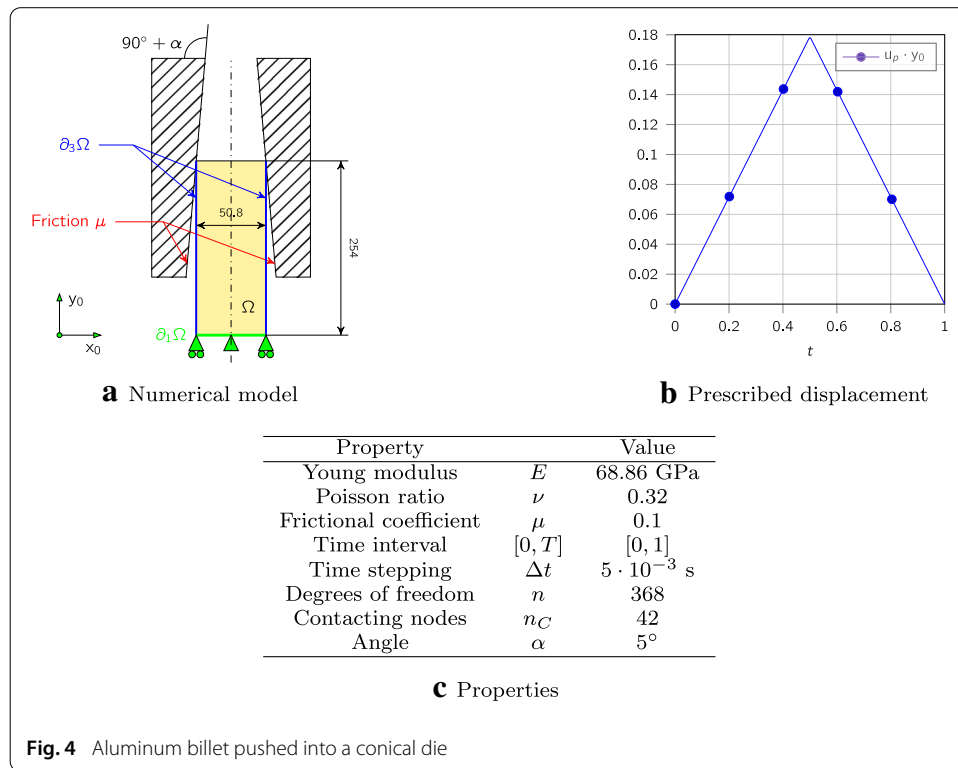 90° + α
∂₃Ω
50.8
Friction μ
254
y₀
Ω
x₀
∂₁Ω
a Numerical model
0.18
0.16
0.14
0.12
0.1
0.08
0.06
0.04
0.02
0
u_p · y₀
0 0.2 0.4 0.6 0.8 1
t
b Prescribed displacement
Property Value
Young modulus E 68.86 GPa
Poisson ratio ν 0.32
Frictional coefficient μ 0.1
Time interval [0, T] [0, 1]
Time stepping Δt 5 · 10⁻³ s
Degrees of freedom n 368
Contacting nodes n_C 42
Angle α 5°
c Properties
Fig. 4 Aluminum billet pushed into a conical die